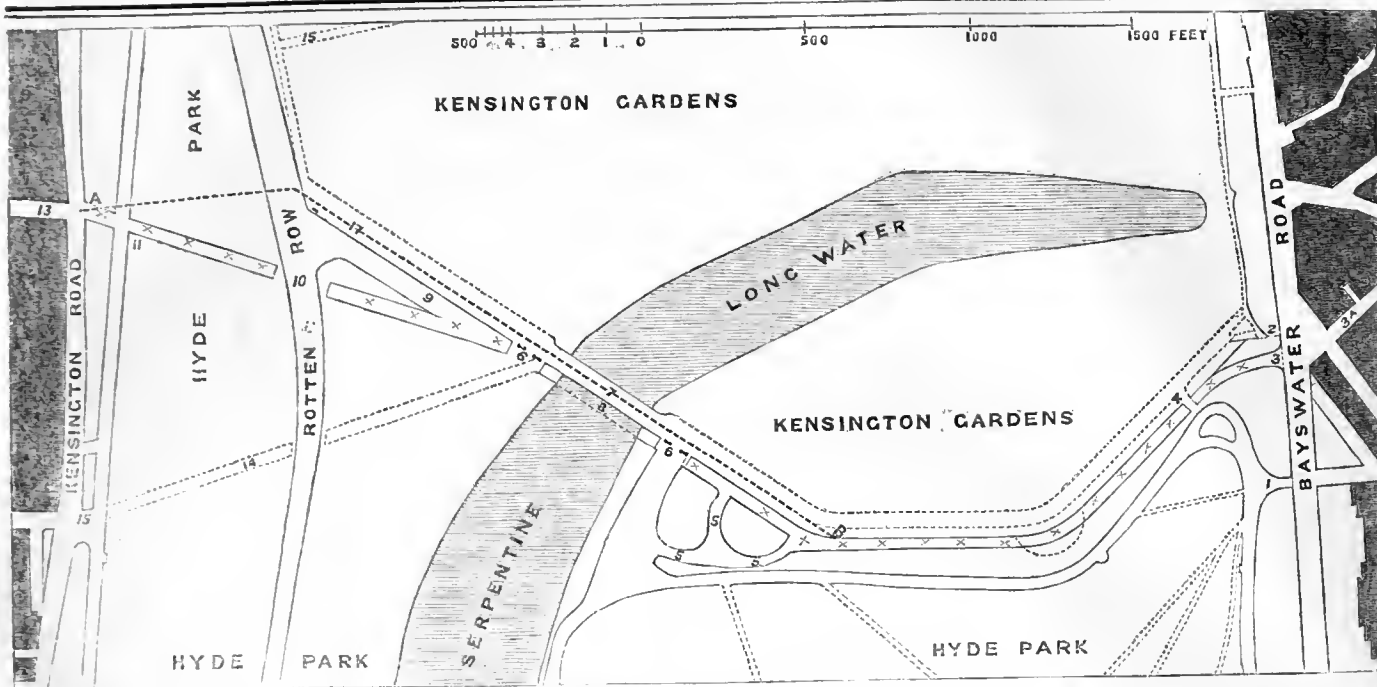 15
500 4 3 2 1 0 500 1000 1500 FEET
KENSINGTON GARDENS
PARK
LONG WATER
BAYSWATER ROAD
13
A
11
17
ROTTEN ROW
10
9
HYDE
KENSINGTON ROAD
2
3A
3
4
7
8
KENSINGTON GARDENS
6
B
14
1
15
5
5
5
SERPENTINE
HYDE PARK
HYDE PARK